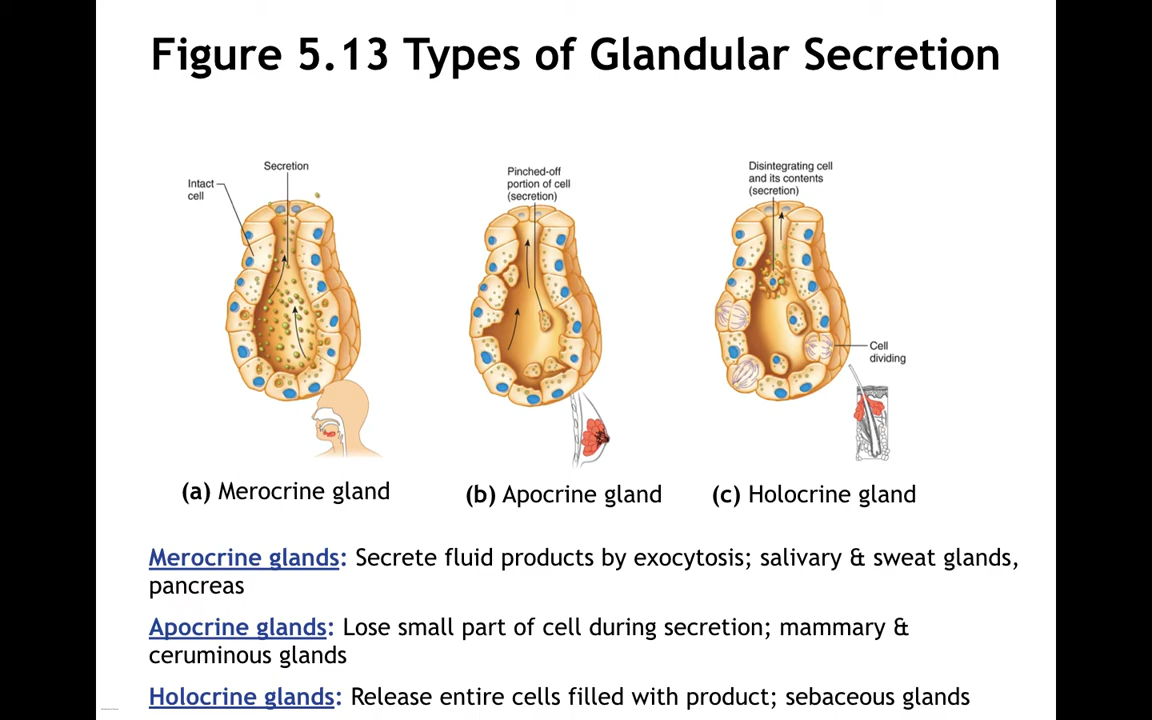 Figure 5.13 Types of Glandular Secretion
Secretion
Intact
cell
Pinched-off
portion of cell
(secretion)
Disintegrating cell
and its contents
(secretion)
Cell
dividing
(a) Merocrine gland
(b) Apocrine gland
(c) Holocrine gland
Merocrine glands: Secrete fluid products by exocytosis; salivary & sweat glands,
pancreas
Apocrine glands: Lose small part of cell during secretion; mammary &
ceruminous glands
Holocrine glands: Release entire cells filled with product; sebaceous glands